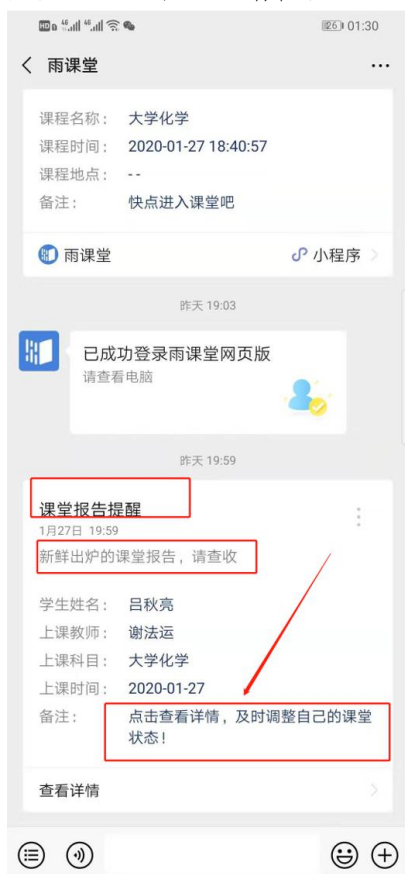 26 01:30
雨课堂
课程名称： 大学化学
课程时间： 2020-01-27 18:40:57
课程地点： --
备注： 快点进入课堂吧
雨课堂 小程序
昨天 19:03
已成功登录雨课堂网页版
请查看电脑
昨天 19:59
课堂报告提醒
1月27日 19:59
新鲜出炉的课堂报告，请查收
学生姓名： 吕秋亮
上课教师： 谢法运
上课科目： 大学化学
上课时间： 2020-01-27
备注： 点击查看详情，及时调整自己的课堂
状态！
查看详情